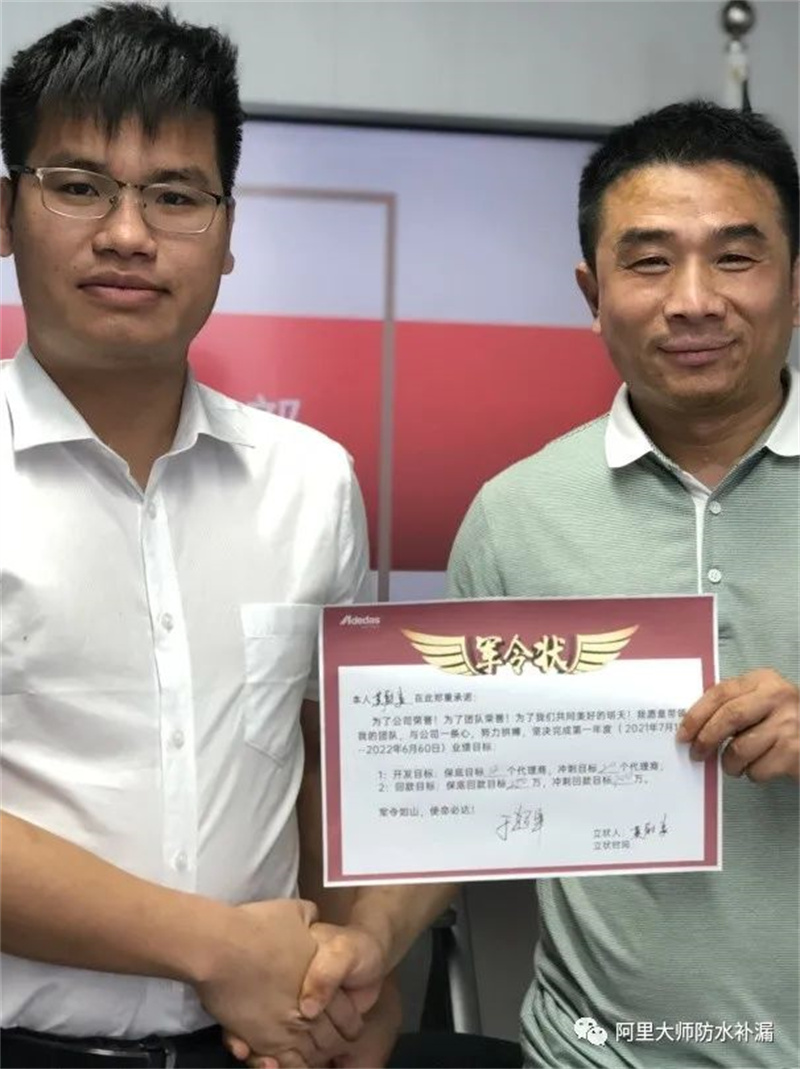 部
Adedas
军令状
本人 在此郑重承诺:
为了公司荣誉!为了团队荣誉!为了我们共同美好的明天!我愿意带领
我的团队,与公司一条心,努力拼搏,坚决完成第一年度(2021年7月1
-2022年6月60日)业绩目标:
1:开发目标:保底目标 个代理商,冲刺目标 个代理商;
2:回款目标:保底回款目标 万,冲刺回款目标 万。
军令如山,使命必达!
立状人:
立状时间:
阿里大师防水补漏